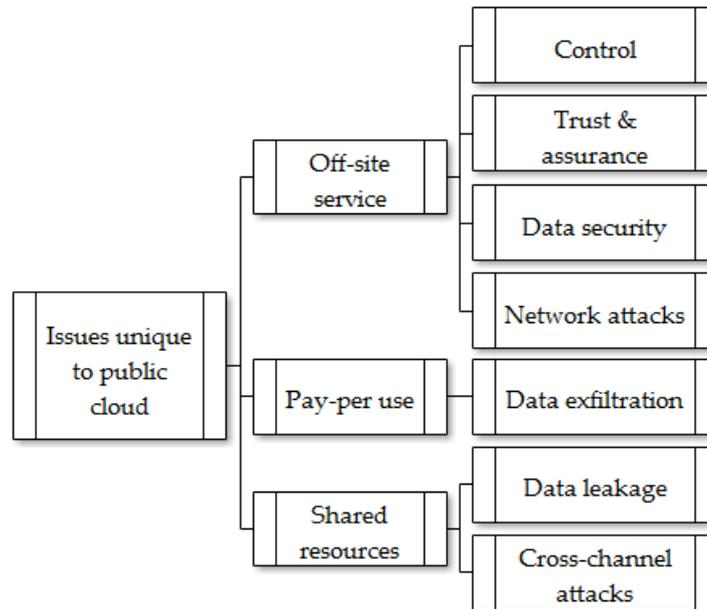 Issues unique
to public
cloud
Off-site
service
Control
Trust &
assurance
Data security
Network attacks
Pay-per use
Data exfiltration
Shared
resources
Data leakage
Cross-channel
attacks